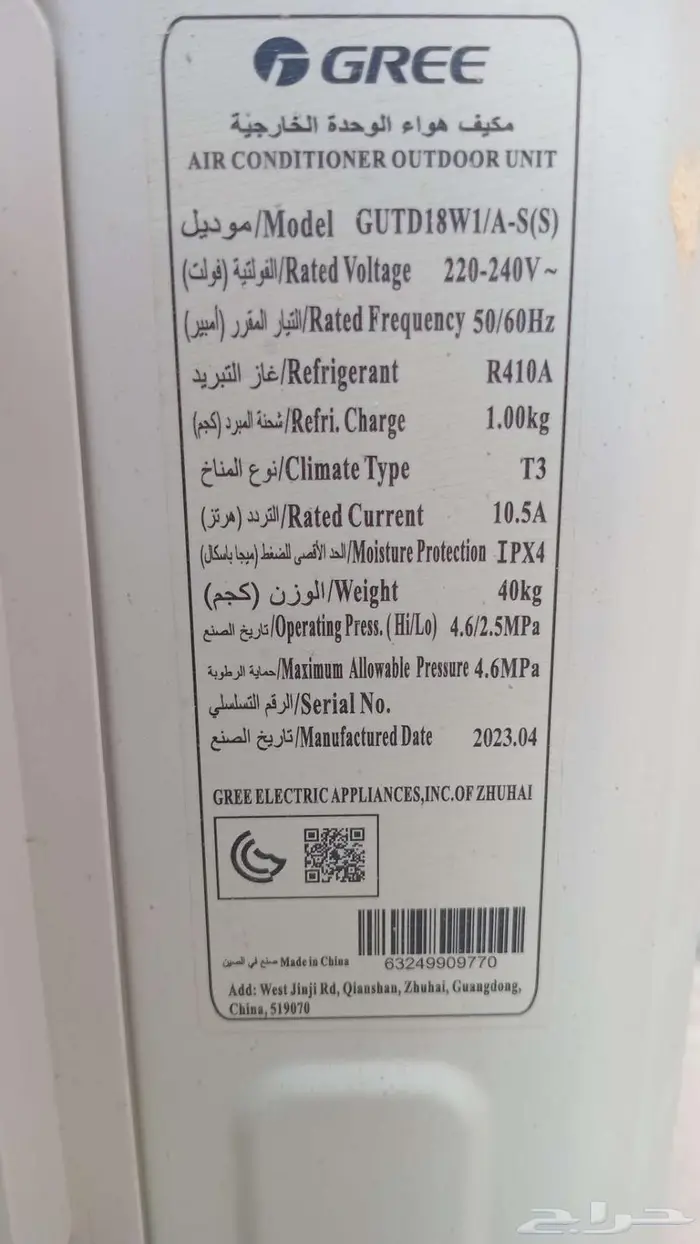 GREE
مكيف هواء الوحدة الخارجية
AIR CONDITIONER OUTDOOR UNIT
موديل/Model GUTD18W1/A-S(S)
الفولتية (فولت)/Rated Voltage 220-240V~
التيار المقرر (أمبير)/Rated Frequency 50/60Hz
غاز التبريد/Refrigerant R410A
شحنة المبرد (كجم)/Refri. Charge 1.00kg
نوع المناخ/Climate Type T3
التردد (هرتز)/Rated Current 10.5A
الحد الأقصى للضغط (ميجا باسكال)/Moisture Protection IPX4
الوزن (كجم)/Weight 40kg
تاريخ الصنع/Operating Press. (Hi/Lo) 4.6/2.5MPa
حماية الرطوبة/Maximum Allowable Pressure 4.6MPa
الرقم التسلسلي/Serial No.
تاريخ الصنع/Manufactured Date 2023.04
GREE ELECTRIC APPLIANCES,INC.OF ZHUHAI
صنع في الصين Made in China
63249909770
Add: West Jinji Rd, Qianshan, Zhuhai, Guangdong,
China, 519070
حراج